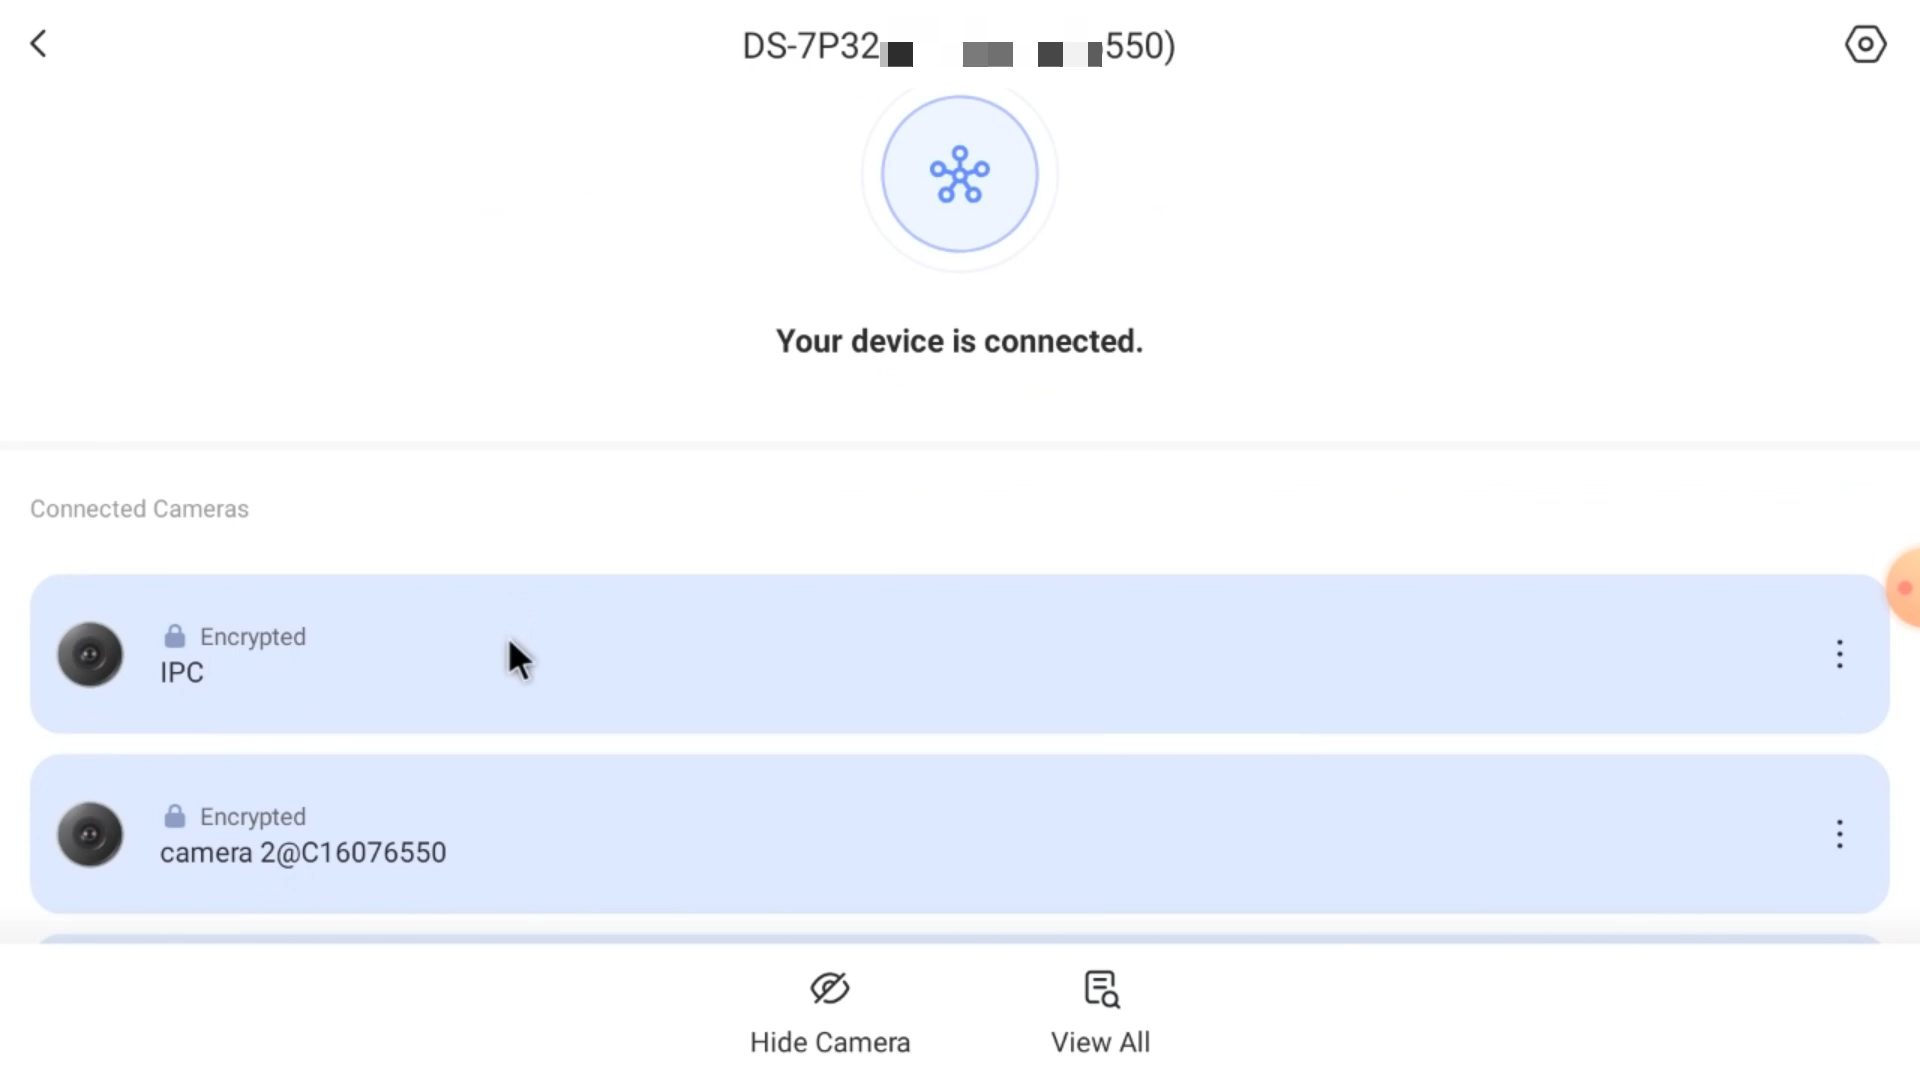 DS-7P32 550)
Your device is connected.
Connected Cameras
Encrypted
IPC
Encrypted
camera 2@C16076550
Hide Camera
View All